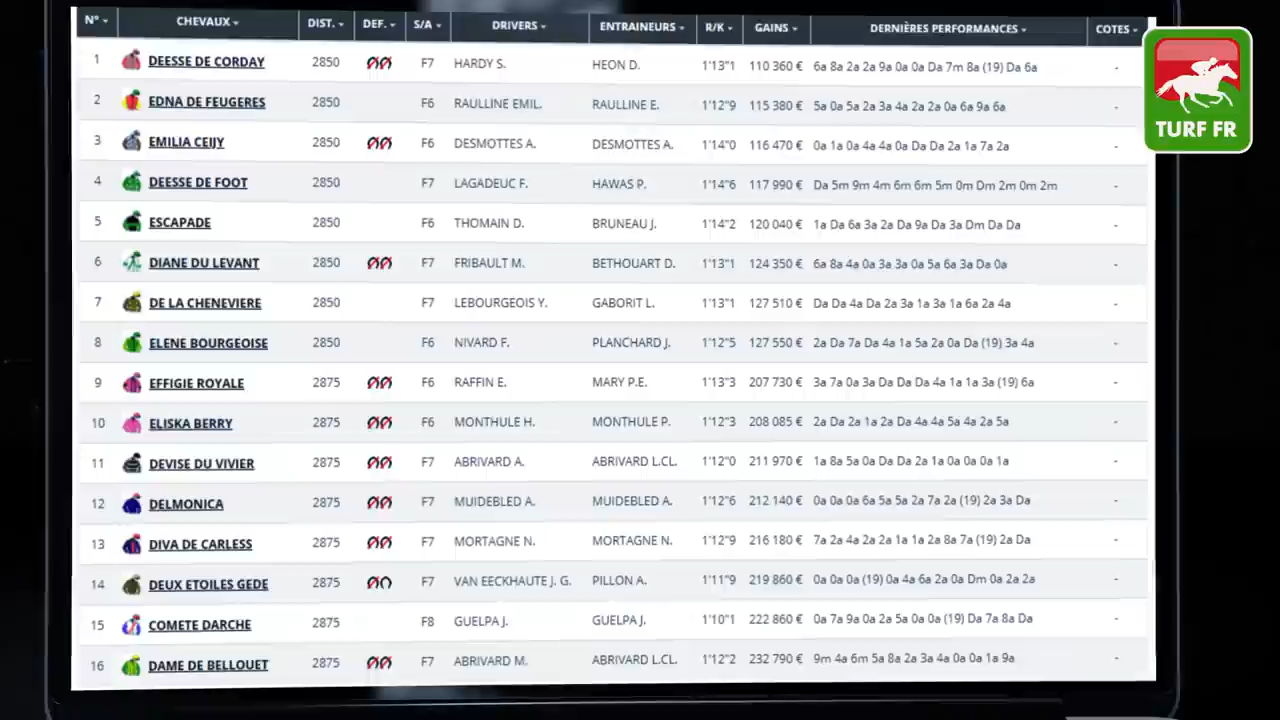 N° CHEVAUX DIST. DEF. S/A DRIVERS ENTRAINEURS R/K GAINS DERNIÈRES PERFORMANCES COTES
1 DEESSE DE CORDAY 2850 F7 HARDY S. HEON D. 1'13"1 110 360 € 6a 8a 2a 2a 9a 0a 0a Da 7m 8a (19) Da 6a -
2 EDNA DE FEUGERES 2850 F6 RAULLINE EMIL. RAULLINE E. 1'12"9 115 380 € 5a 0a 5a 2a 3a 4a 2a 2a 0a 6a 9a 6a -
3 EMILIA CEIJY 2850 F6 DESMOTTES A. DESMOTTES A. 1'14"0 116 470 € 0a 1a 0a 4a 4a 0a Da Da 2a 1a 7a 2a -
4 DEESSE DE FOOT 2850 F7 LAGADEUC F. HAWAS P. 1'14"6 117 990 € Da 5m 9m 4m 6m 6m 5m 0m Dm 2m 0m 2m -
5 ESCAPADE 2850 F6 THOMAIN D. BRUNEAU J. 1'14"2 120 040 € 1a Da 6a 3a 2a Da 9a Da 3a Dm Da Da -
6 DIANE DU LEVANT 2850 F7 FRIBAULT M. BETHOUART D. 1'13"1 124 350 € 6a 8a 4a 0a 3a 3a 0a 5a 6a 3a Da 0a -
7 DE LA CHENEVIERE 2850 F7 LEBOURGEOIS Y. GABORIT L. 1'13"1 127 510 € Da Da 4a Da 2a 3a 1a 3a 1a 6a 2a 4a -
8 ELENE BOURGEOISE 2850 F6 NIVARD F. PLANCHARD J. 1'12"5 127 550 € 2a Da 7a Da 4a 1a 5a 2a 0a Da (19) 3a 4a -
9 EFFIGIE ROYALE 2875 F6 RAFFIN E. MARY P.E. 1'13"3 207 730 € 3a 7a 0a 3a Da Da Da 4a 1a 1a 3a (19) 6a -
10 ELISKA BERRY 2875 F6 MONTHULE H. MONTHULE P. 1'12"3 208 085 € 2a Da 2a 1a 2a Da 4a 4a 5a 4a 2a 5a -
11 DEVISE DU VIVIER 2875 F7 ABRIVARD A. ABRIVARD L.CL. 1'12"0 211 970 € 1a 8a 5a 0a Da Da 2a 1a 0a 0a 0a 1a -
12 DELMONICA 2875 F7 MUIDEBLED A. MUIDEBLED A. 1'12"6 212 140 € 0a 0a 0a 6a 5a 5a 2a 7a 2a (19) 2a 3a Da -
13 DIVA DE CARLESS 2875 F7 MORTAGNE N. MORTAGNE N. 1'12"9 216 180 € 7a 2a 4a 2a 2a 1a 1a 2a 8a 7a (19) 2a Da -
14 DEUX ETOILES GEDE 2875 F7 VAN EECKHAUTE J. G. PILLON A. 1'11"9 219 860 € 0a 0a 0a (19) 0a 4a 6a 2a 0a Dm 0a 2a 2a -
15 COMETE DARCHE 2875 F8 GUELPA J. GUELPA J. 1'10"1 222 860 € 0a 7a 9a 0a 2a 5a 0a 0a (19) Da 7a 8a Da -
16 DAME DE BELLOUET 2875 F7 ABRIVARD M. ABRIVARD L.CL. 1'12"2 232 790 € 9m 4a 6m 5a 8a 2a 3a 4a 0a 0a 1a 9a -
TURF FR